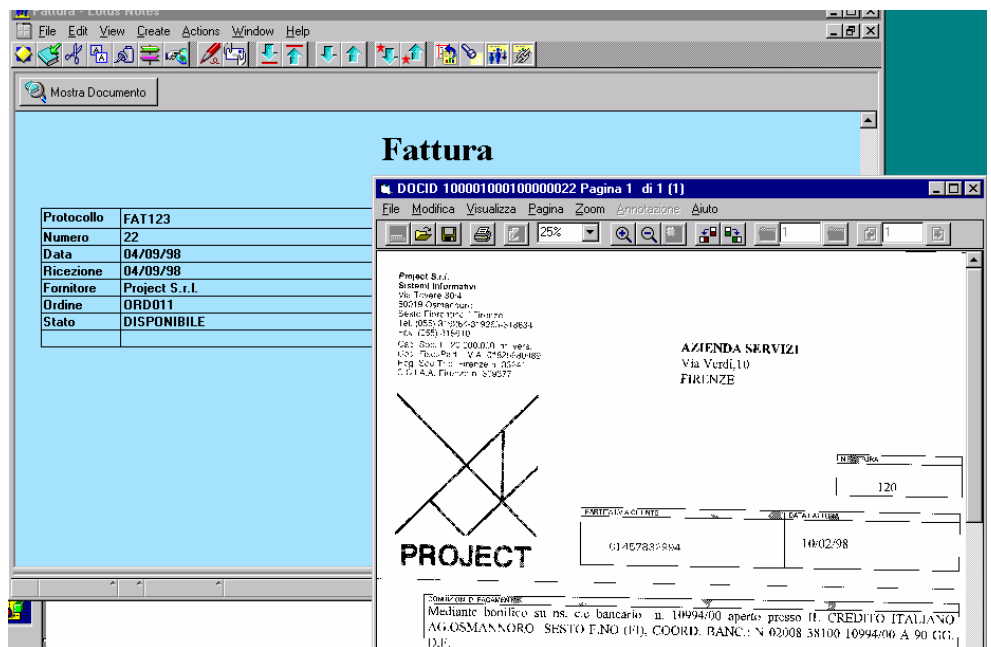 Fattura - Lotus Notes
File Edit View Create Actions Window Help
Mostra Documento
Fattura
Protocollo FAT123
Numero 22
Data 04/09/98
Ricezione 04/09/98
Fornitore Project S.r.l.
Ordine ORD011
Stato DISPONIBILE
DOCID 100001000100000022 Pagina 1 di 1 (1)
File Modifica Visualizza Pagina Zoom Annotazione Aiuto
25% 1 1
Project S.r.l.
Sistemi Informativi
AZIENDA SERVIZI
Via Verdi,10
FIRENZE
PROJECT
120
10/02/98
Mediante bonifico su ns. c.c bancario n. 10994/00 aperto presso IL CREDITO ITALIANO
AG.OSMANNORO SESTO F.NO (FI), COORD. BANC.: N 02008 38100 10994/00 A 90 GG.
D.F.